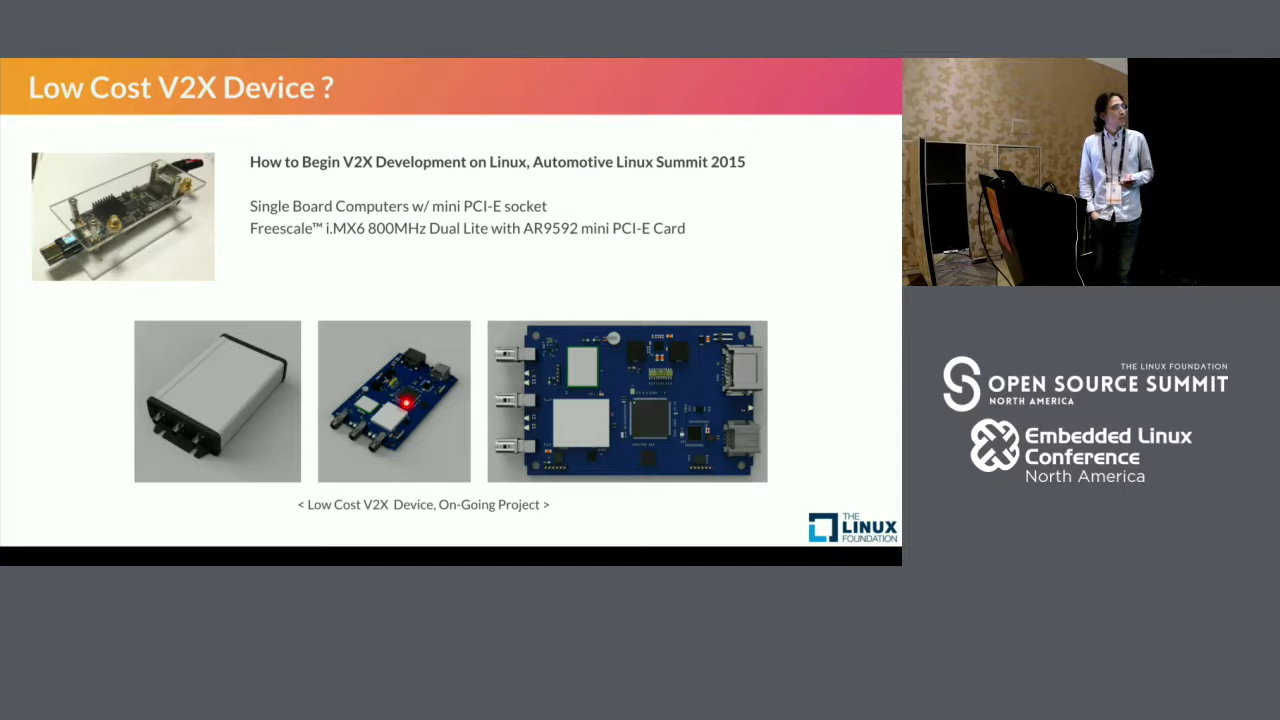 Low Cost V2X Device ?
How to Begin V2X Development on Linux, Automotive Linux Summit 2015
Single Board Computers w/ mini PCI-E socket
Freescale™ i.MX6 800MHz Dual Lite with AR9592 mini PCI-E Card
< Low Cost V2X Device, On-Going Project >
THE
LINUX
FOUNDATION
THE LINUX FOUNDATION
OPEN SOURCE SUMMIT
NORTH AMERICA
Embedded Linux
Conference
North America